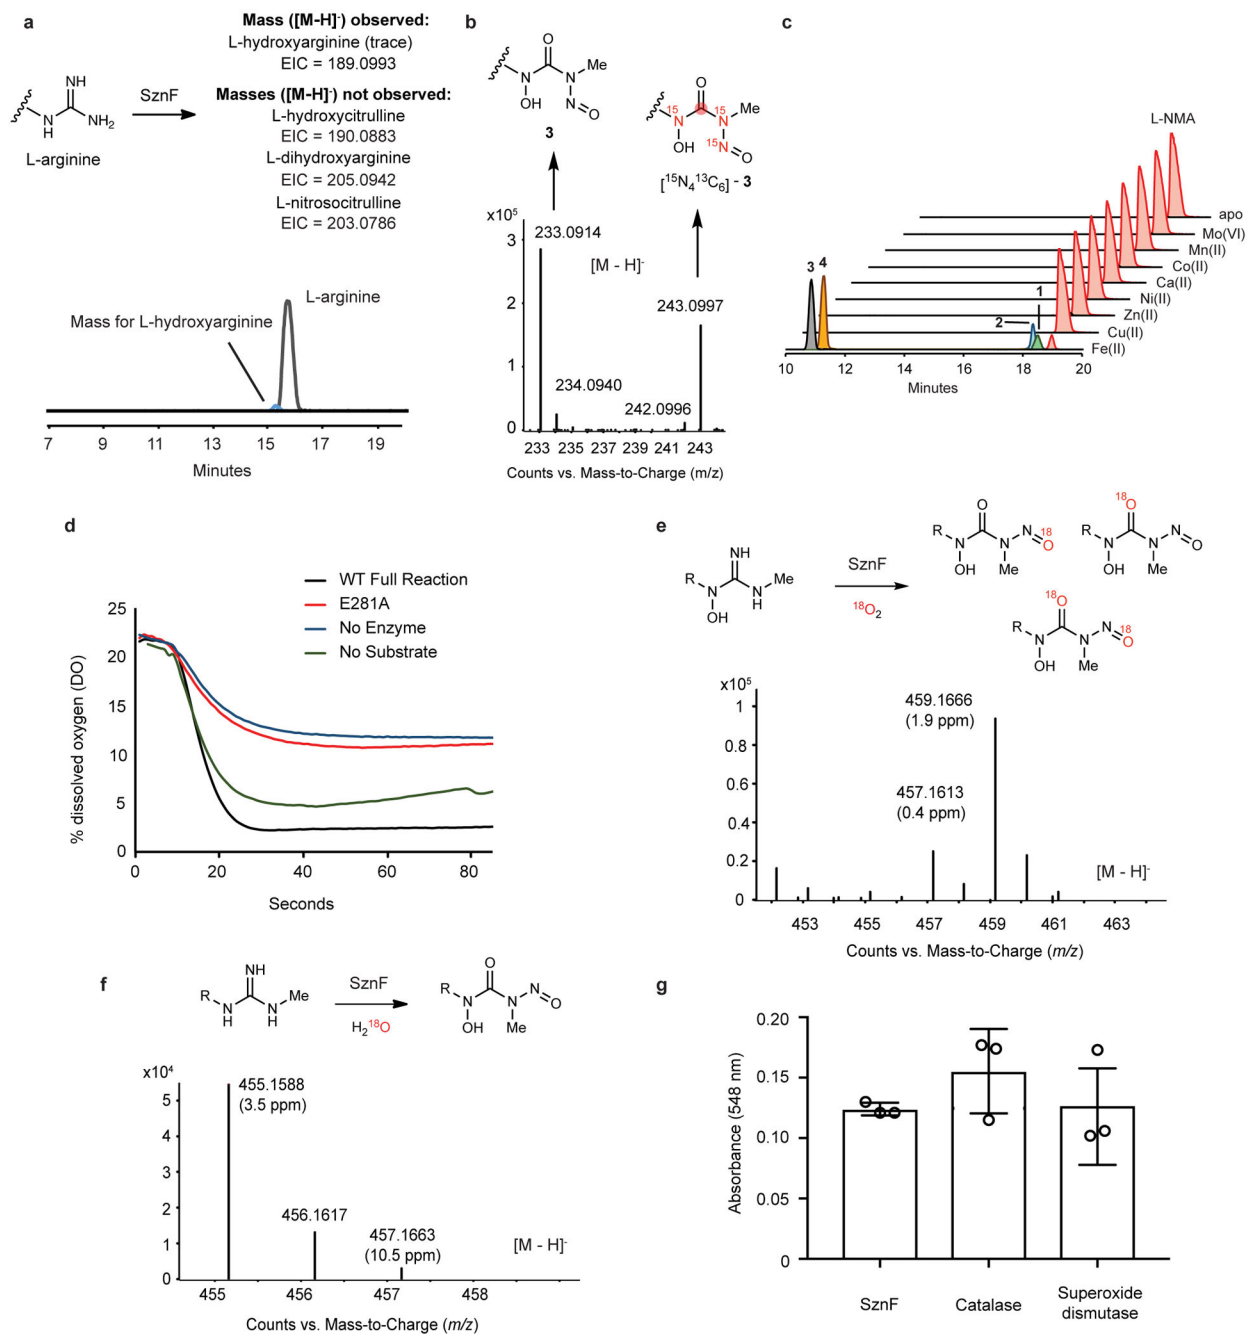 a
Mass ([M-H]-) observed:
L-hydroxyarginine (trace)
EIC = 189.0993
Masses ([M-H]-) not observed:
L-hydroxycitrulline
EIC = 190.0883
L-dihydroxyarginine
EIC = 205.0942
L-nitrosocitrulline
EIC = 203.0786
NH
N
H
NH2
L-arginine
SznF
L-arginine
Mass for L-hydroxyarginine
7 9 11 13 15 17 19
Minutes
b
O
N N Me
OH N O
3
O
15N 15N Me
OH 15N O
[15N4 13C6] - 3
x10^5
233.0914
[M - H]-
243.0997
234.0940
242.0996
3
2
1
0
233 235 237 239 241 243
Counts vs. Mass-to-Charge (m/z)
c
L-NMA
apo
Mo(VI)
Mn(II)
Co(II)
Ca(II)
Ni(II)
Zn(II)
Cu(II)
Fe(II)
3 4
2
1
10 12 14 16 18 20
Minutes
d
WT Full Reaction
E281A
No Enzyme
No Substrate
% dissolved oxygen (DO)
25
20
15
10
5
0
0 20 40 60 80
Seconds
e
NH
R N N Me
OH H
SznF
18O2
O
R N N N 18O
OH Me
18O
R N N N O
OH Me
18O
R N N N 18O
OH Me
x10^5
459.1666
(1.9 ppm)
457.1613
(0.4 ppm)
[M - H]-
1
0.8
0.6
0.4
0.2
0
453 455 457 459 461 463
Counts vs. Mass-to-Charge (m/z)
f
NH
R N N Me
H H
SznF
H2 18O
O
R N N N O
OH Me
x10^4
455.1588
(3.5 ppm)
456.1617
457.1663
(10.5 ppm)
[M - H]-
5
4
3
2
1
0
455 456 457 458
Counts vs. Mass-to-Charge (m/z)
g
Absorbance (548 nm)
0.20
0.15
0.10
0.05
0
SznF
Catalase
Superoxide
dismutase